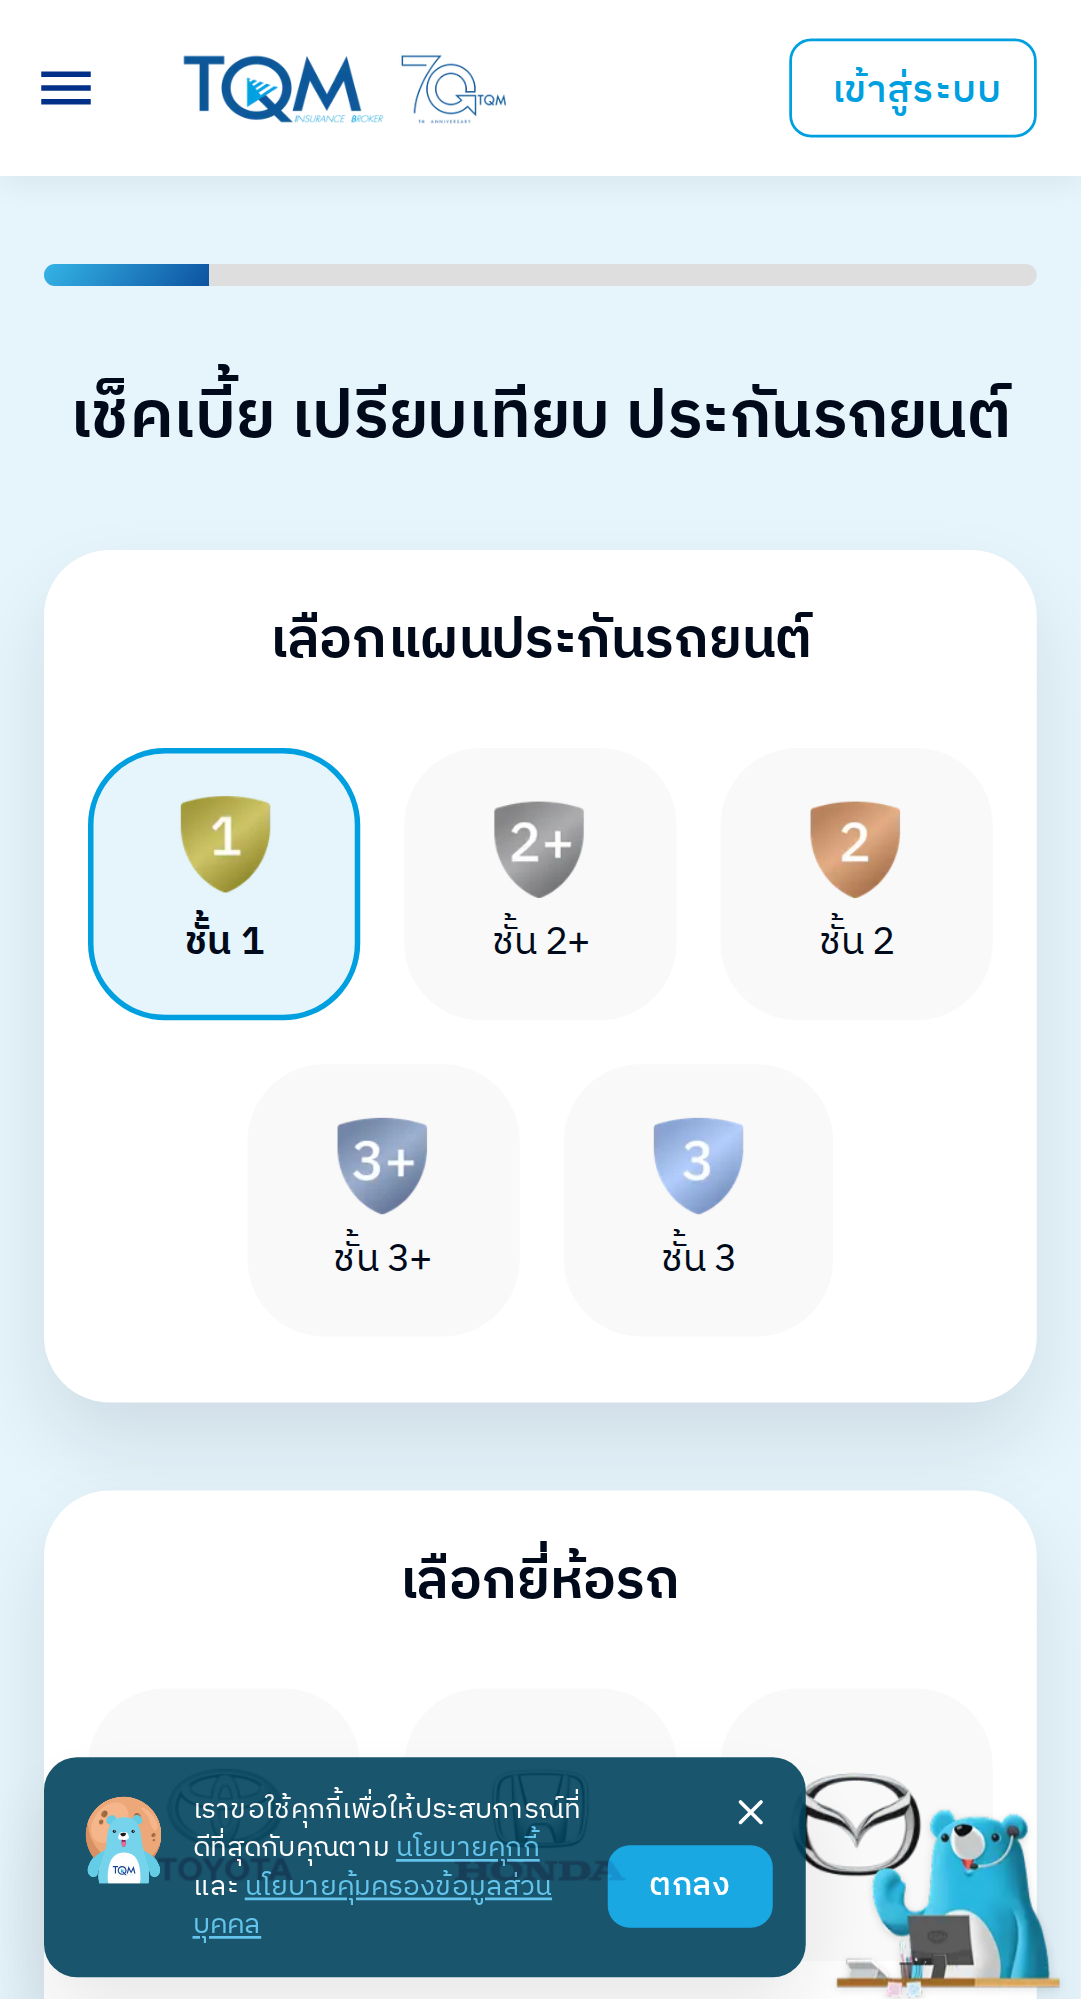 TQM
INSURANCE BROKER
70 TQM
TH ANNIVERSARY
เข้าสู่ระบบ
เช็คเบี้ย เปรียบเทียบ ประกันรถยนต์
เลือกแผนประกันรถยนต์
1
2+
2
ชั้น 1
ชั้น 2+
ชั้น 2
3+
3
ชั้น 3+
ชั้น 3
เลือกยี่ห้อรถ
TOYOTA
HONDA
เราขอใช้คุกกี้เพื่อให้ประสบการณ์ที่
ดีที่สุดกับคุณตาม นโยบายคุกกี้
และ นโยบายคุ้มครองข้อมูลส่วน
บุคคล
TQM
ตกลง